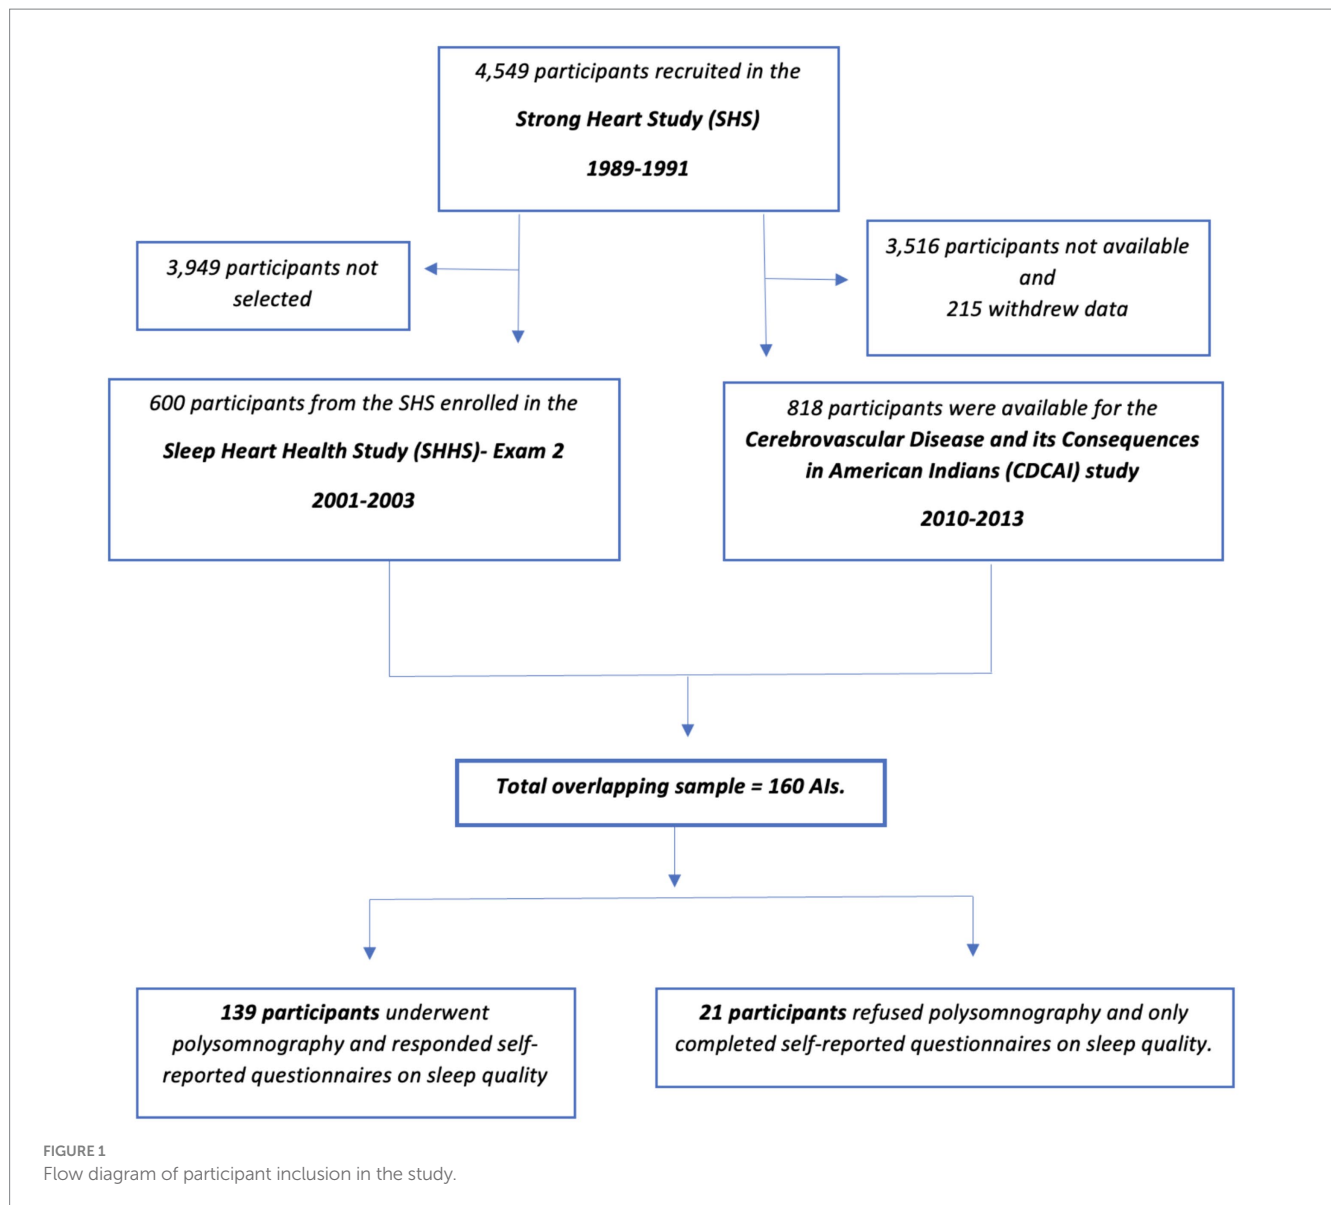 4,549 participants recruited in the
Strong Heart Study (SHS)
1989-1991
3,949 participants not
selected
3,516 participants not available
and
215 withdrew data
600 participants from the SHS enrolled in the
Sleep Heart Health Study (SHHS)- Exam 2
2001-2003
818 participants were available for the
Cerebrovascular Disease and its Consequences
in American Indians (CDCAI) study
2010-2013
Total overlapping sample = 160 AIs.
139 participants underwent
polysomnography and responded self-
reported questionnaires on sleep quality
21 participants refused polysomnography and only
completed self-reported questionnaires on sleep quality.
FIGURE 1
Flow diagram of participant inclusion in the study.